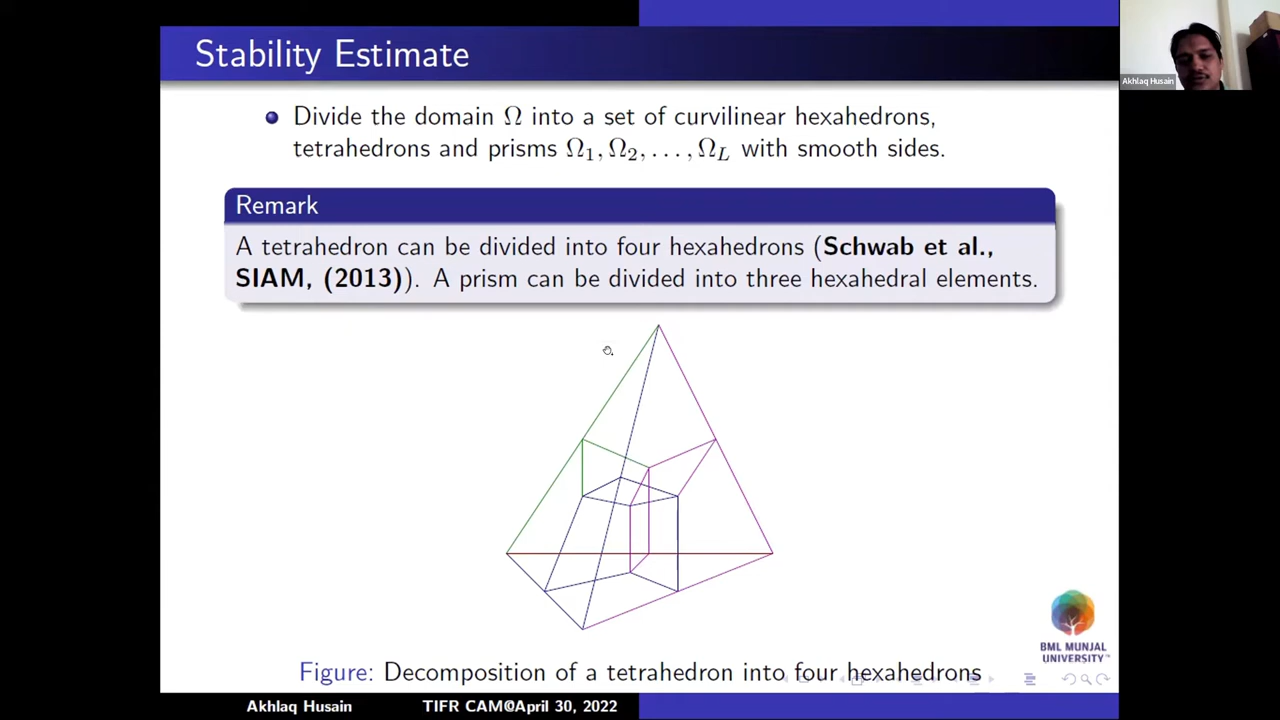 Stability Estimate
Akhlaq Husain
Divide the domain Ω into a set of curvilinear hexahedrons,
tetrahedrons and prisms Ω₁, Ω₂, . . . , Ω_L with smooth sides.
Remark
A tetrahedron can be divided into four hexahedrons (Schwab et al.,
SIAM, (2013)). A prism can be divided into three hexahedral elements.
BML MUNJAL
UNIVERSITY™
Figure: Decomposition of a tetrahedron into four hexahedrons
Akhlaq Husain TIFR CAM@April 30, 2022